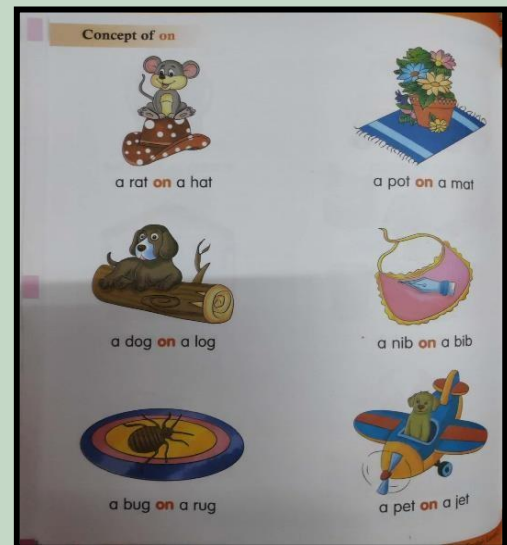 Concept of on
a rat on a hat
a pot on a mat
a dog on a log
a nib on a bib
a bug on a rug
a pet on a jet